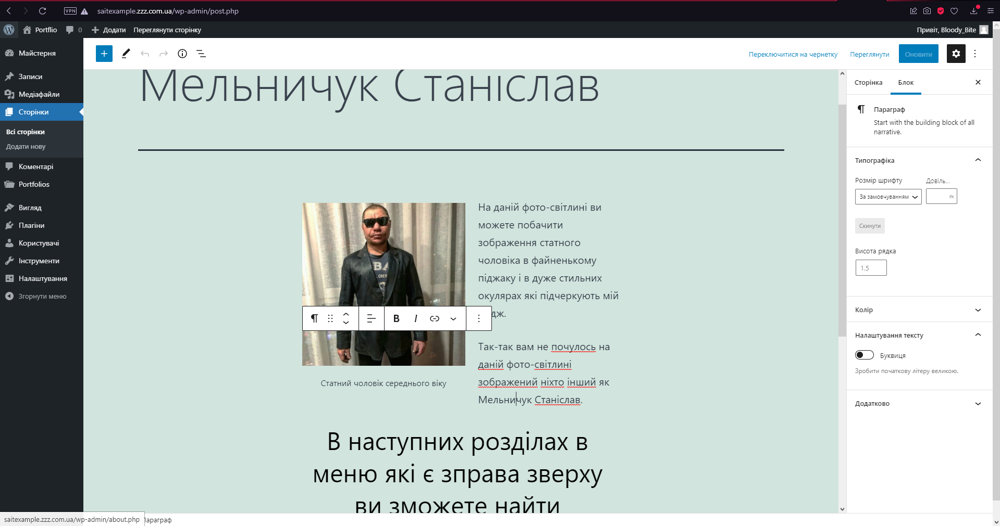 VPN
saitexample.zzz.com.ua/wp-admin/post.php
Portflio
0
Додати
Переглянути сторінку
Привіт, Bloody_Bite
Майстерня
Записи
Медіафайли
Сторінки
Всі сторінки
Додати нову
Коментарі
Portfolios
Вигляд
Плагіни
Користувачі
Інструменти
Налаштування
Згорнути меню
Переключитися на чернетку
Переглянути
Оновити
Мельничук Станіслав
На даній фото-світлині ви
можете побачити
зображення статного
чоловіка в файненькому
піджаку і в дуже стильних
окулярах які підчеркують мій
дж.
B I
Так-так вам не почулось на
даній фото-світлині
зображений ніхто інший як
Мельничук Станіслав.
Статний чоловік середнього віку
В наступних розділах в
меню які є зправа зверху
ви зможете найти
Сторінка
Блок
Параграф
Start with the building block of all
narrative.
Типографіка
Розмір шрифту
Довіль...
За замовчуванням
PX
Скинути
Висота рядка
1.5
Колір
Налаштування тексту
Буквиця
Зробити початкову літеру великою.
Додатково
saitexample.zzz.com.ua/wp-admin/about.php
Параграф